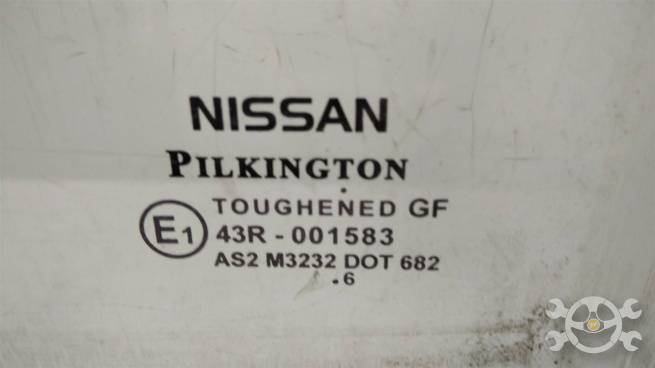 NISSAN
PILKINGTON
TOUGHENED GF
E1 43R - 001583
AS2 M3232 DOT 682
.6